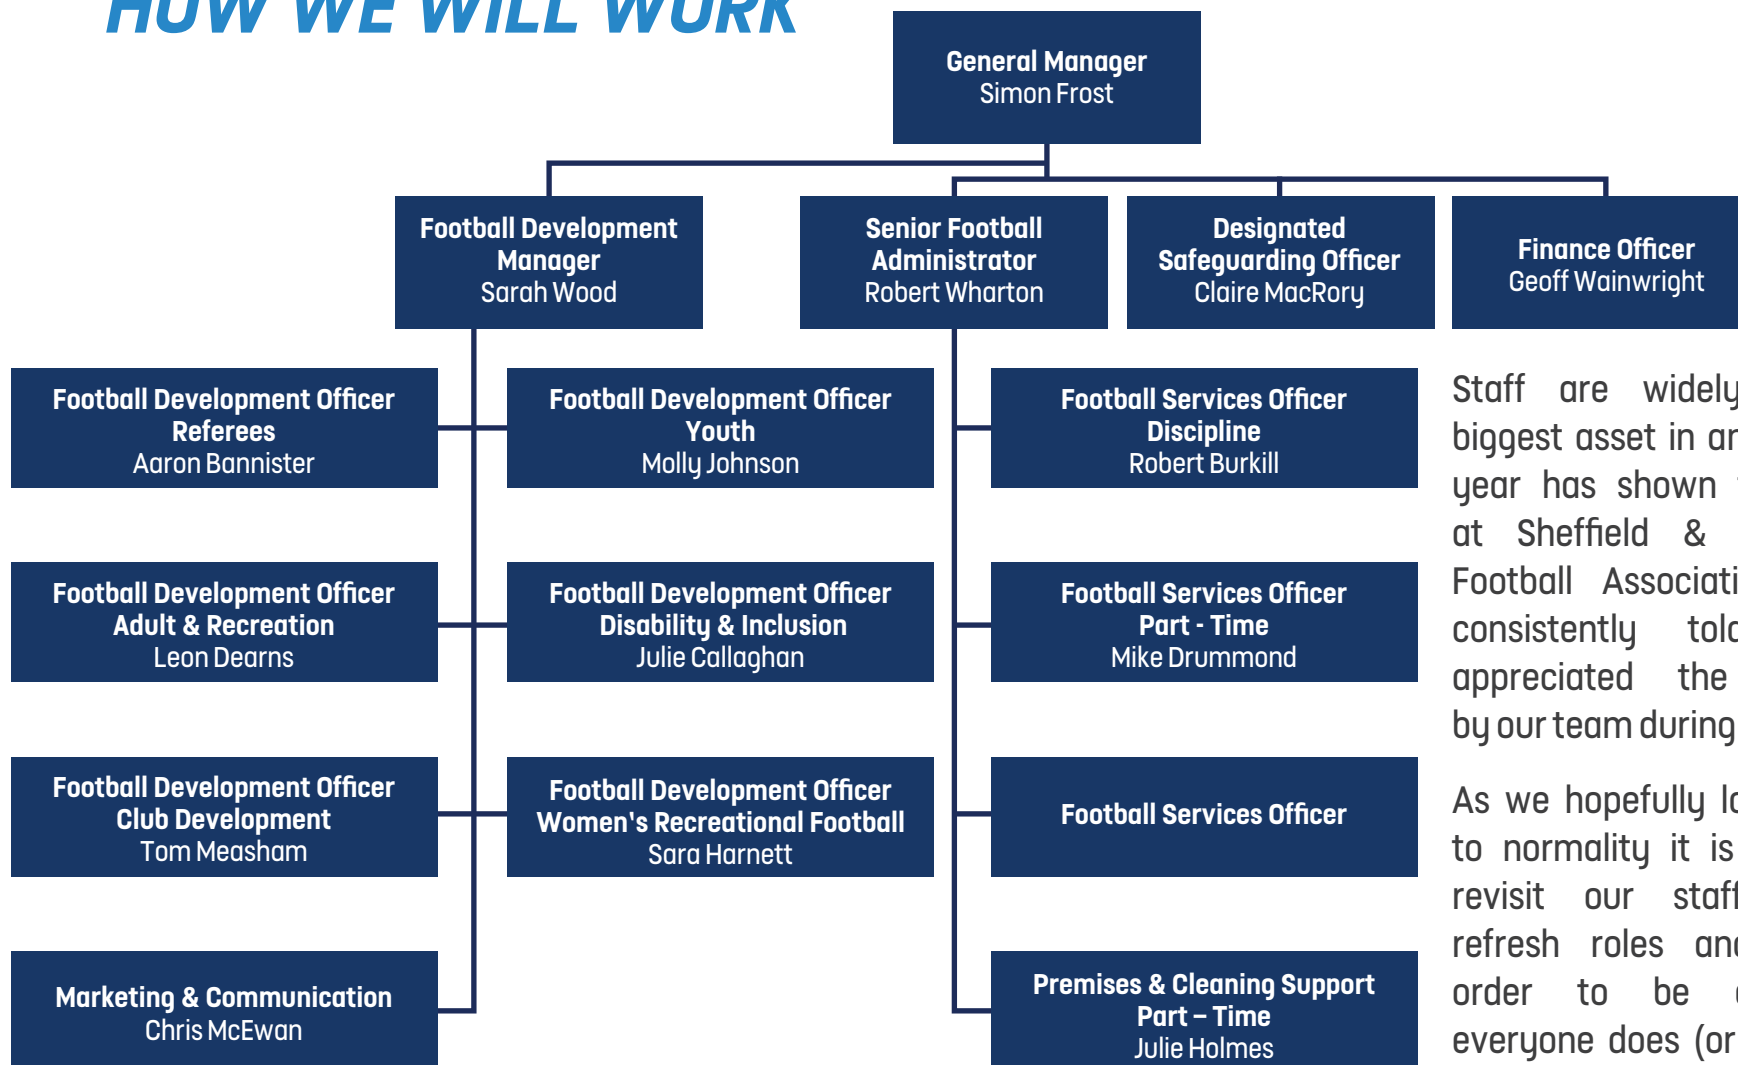 HOW WE WILL WORK
General Manager
Simon Frost
Football Development
Manager
Sarah Wood
Senior Football
Administrator
Robert Wharton
Designated
Safeguarding Officer
Claire MacRory
Finance Officer
Geoff Wainwright
Football Development Officer
Referees
Aaron Bannister
Football Development Officer
Youth
Molly Johnson
Football Services Officer
Discipline
Robert Burkill
Football Development Officer
Adult & Recreation
Leon Dearns
Football Development Officer
Disability & Inclusion
Julie Callaghan
Football Services Officer
Part - Time
Mike Drummond
Football Development Officer
Club Development
Tom Measham
Football Development Officer
Women's Recreational Football
Sara Harnett
Football Services Officer
Marketing & Communication
Chris McEwan
Premises & Cleaning Support
Part – Time
Julie Holmes
Staff are widely
biggest asset in
year has shown
at Sheffield &
Football
consistently
appreciated the
by our team during
As we hopefully
to normality it is
revisit our
refresh roles
order to be
everyone does (or